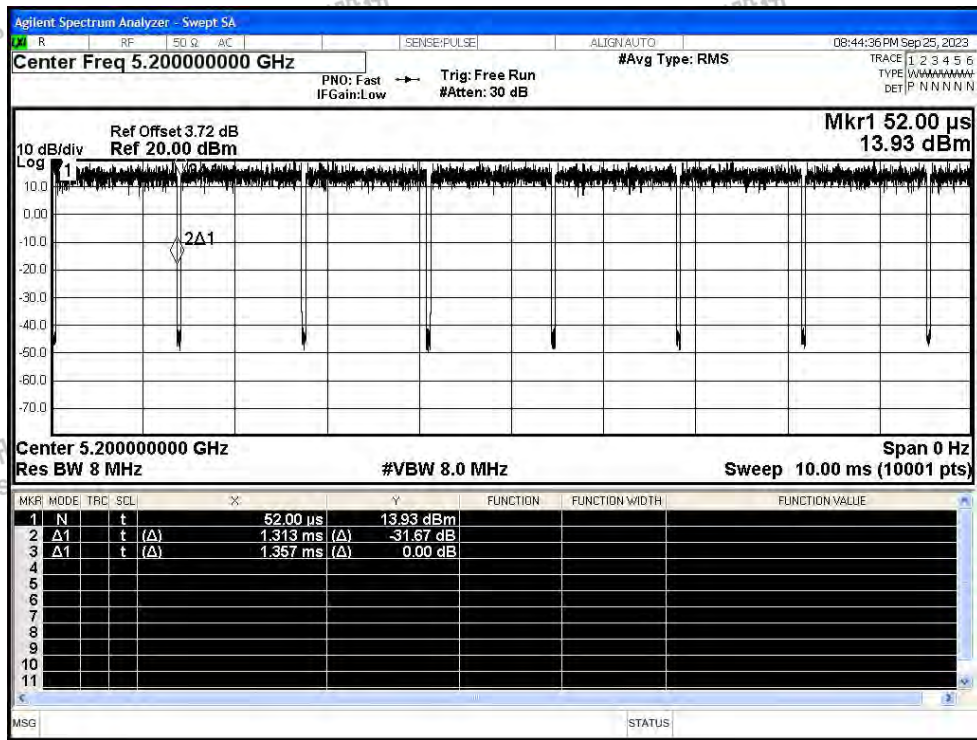 Agilent Spectrum Analyzer - Swept SA
LXI R RF 50 Ω AC SENSE:PULSE ALIGN AUTO 08:44:36 PM Sep 25, 2023
Center Freq 5.200000000 GHz
PNO: Fast
IFGain:Low
Trig: Free Run
#Atten: 30 dB
#Avg Type: RMS
TRACE 1 2 3 4 5 6
TYPE WWWWWW
DET P N N N N N
Mkr1 52.00 µs
13.93 dBm
Ref Offset 3.72 dB
10 dB/div Ref 20.00 dBm
Log
1
10.0
0.00
2Δ1
-10.0
-20.0
-30.0
-40.0
-50.0
-60.0
-70.0
Center 5.200000000 GHz Span 0 Hz
Res BW 8 MHz #VBW 8.0 MHz Sweep 10.00 ms (10001 pts)
MKR MODE TRC SCL X Y FUNCTION FUNCTION WIDTH FUNCTION VALUE
1 N t 52.00 µs 13.93 dBm
2 Δ1 t (Δ) 1.313 ms (Δ) -31.67 dB
3 Δ1 t (Δ) 1.357 ms (Δ) 0.00 dB
4
5
6
7
8
9
10
11
MSG STATUS